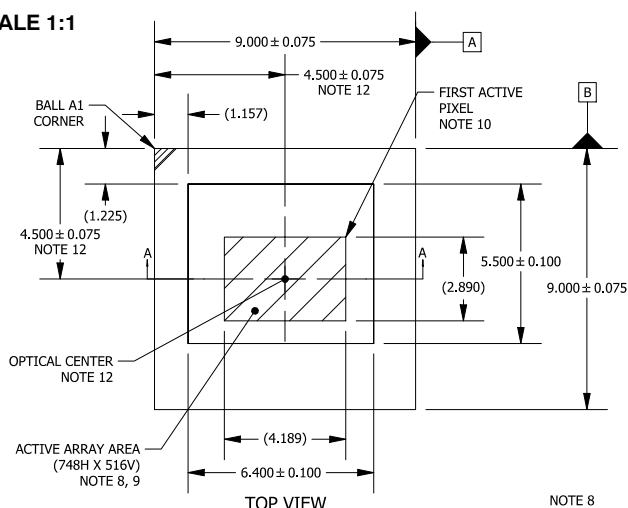 ALE 1:1
9.000 ± 0.075
A
4.500 ± 0.075
NOTE 12
BALL A1
CORNER
(1.157)
FIRST ACTIVE
PIXEL
NOTE 10
B
(1.225)
4.500 ± 0.075
NOTE 12
A
A
(2.890)
5.500 ± 0.100
9.000 ± 0.075
OPTICAL CENTER
NOTE 12
ACTIVE ARRAY AREA
(748H X 516V)
NOTE 8, 9
(4.189)
6.400 ± 0.100
TOP VIEW
NOTE 8